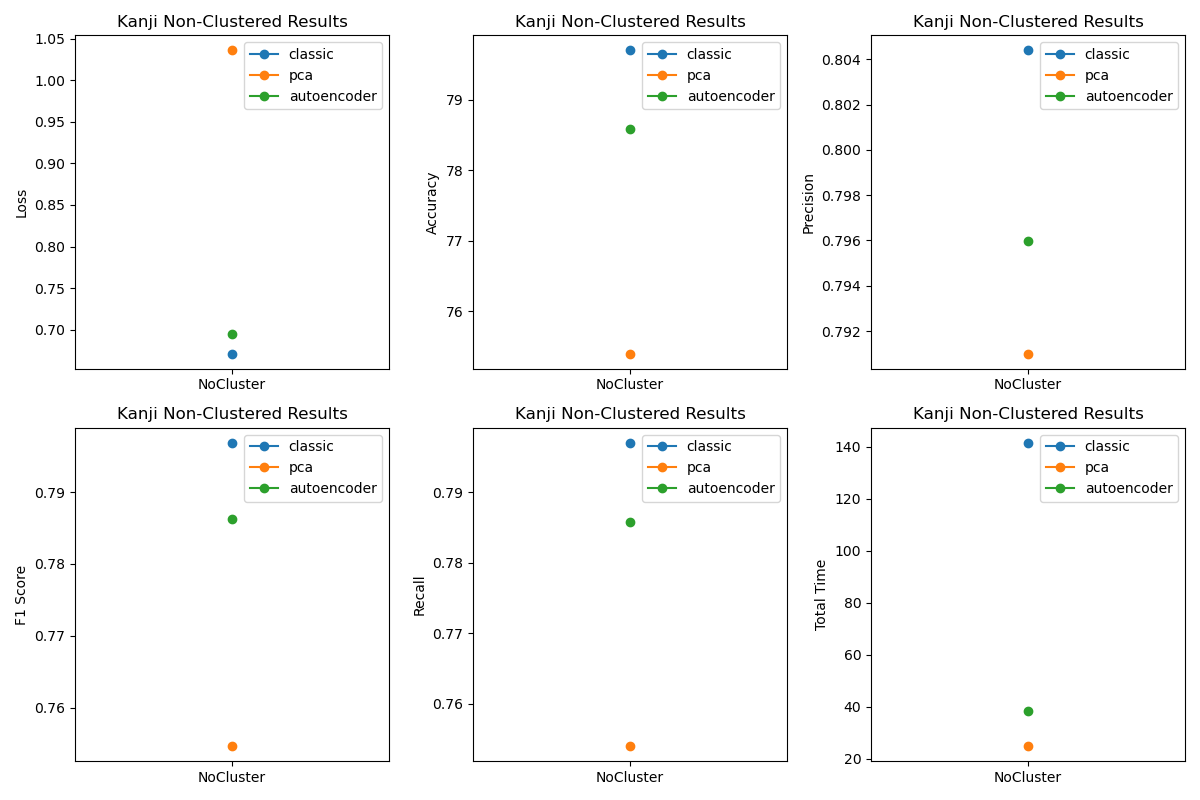 Kanji Non-Clustered Results
1.05
1.00
0.95
0.90
0.85
0.80
0.75
0.70
Loss
NoCluster
classic
pca
autoencoder
Kanji Non-Clustered Results
79
78
77
76
Accuracy
NoCluster
classic
pca
autoencoder
Kanji Non-Clustered Results
0.804
0.802
0.800
0.798
0.796
0.794
0.792
Precision
NoCluster
classic
pca
autoencoder
Kanji Non-Clustered Results
0.79
0.78
0.77
0.76
F1 Score
NoCluster
classic
pca
autoencoder
Kanji Non-Clustered Results
0.79
0.78
0.77
0.76
Recall
NoCluster
classic
pca
autoencoder
Kanji Non-Clustered Results
140
120
100
80
60
40
20
Total Time
NoCluster
classic
pca
autoencoder